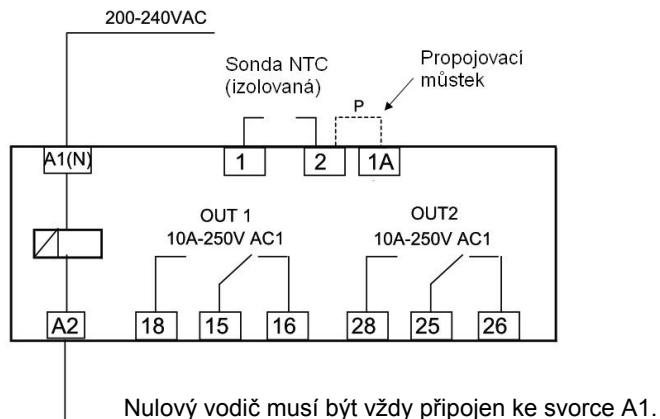 200-240VAC
Sonda NTC
(izolovaná)
Propojovací
můstek
P
A1(N)
1
2
1A
OUT 1
10A-250V AC1
OUT2
10A-250V AC1
A2
18
15
16
28
25
26
Nulový vodič musí být vždy připojen ke svorce A1.